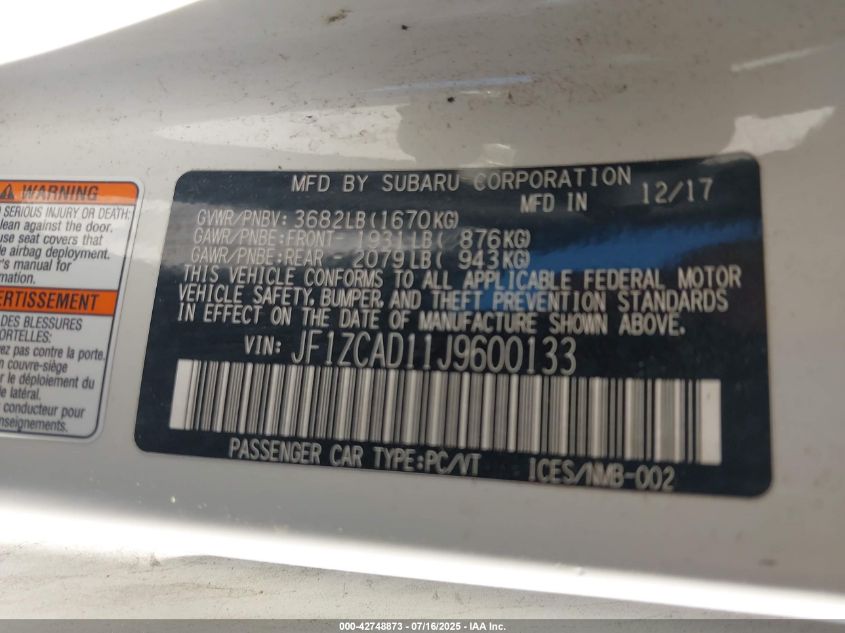 WARNING
SERIOUS INJURY OR DEATH:
lean against the door.
use seat covers that
airbag deployment.
manual for
AVERTISSEMENT
DES BLESSURES
pas contre la porte.
couvre-siège
le déploiement du
latéral.
conducteur pour
MFD BY SUBARU CORPORATION
MFD IN 12/17
GVWR/PNBV: 3682LB(1670KG)
GAWR/PNBE:FRONT- 1931LB( 876KG)
GAWR/PNBE:REAR - 2079LB( 943KG)
THIS VEHICLE CONFORMS TO ALL APPLICABLE FEDERAL MOTOR
VEHICLE SAFETY, BUMPER, AND THEFT PREVENTION STANDARDS
IN EFFECT ON THE DATE OF MANUFACTURE SHOWN ABOVE.
VIN: JF1ZCAD11J9600133
PASSENGER CAR TYPE:PC/VT ICES/NMB-002
000-42748873 - 07/16/2025 - IAA Inc.